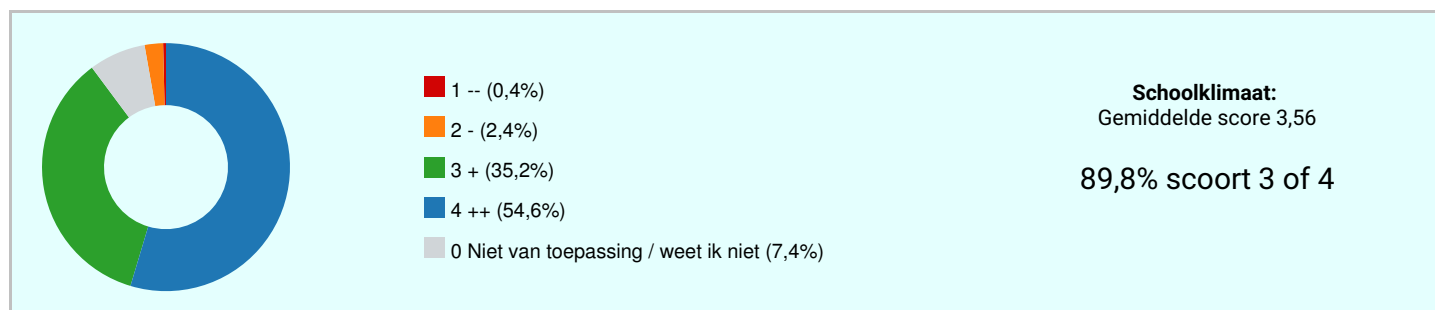 1 -- (0,4%)
2 - (2,4%)
3 + (35,2%)
4 ++ (54,6%)
0 Niet van toepassing / weet ik niet (7,4%)
Schoolklimaat:
Gemiddelde score 3,56
89,8% scoort 3 of 4